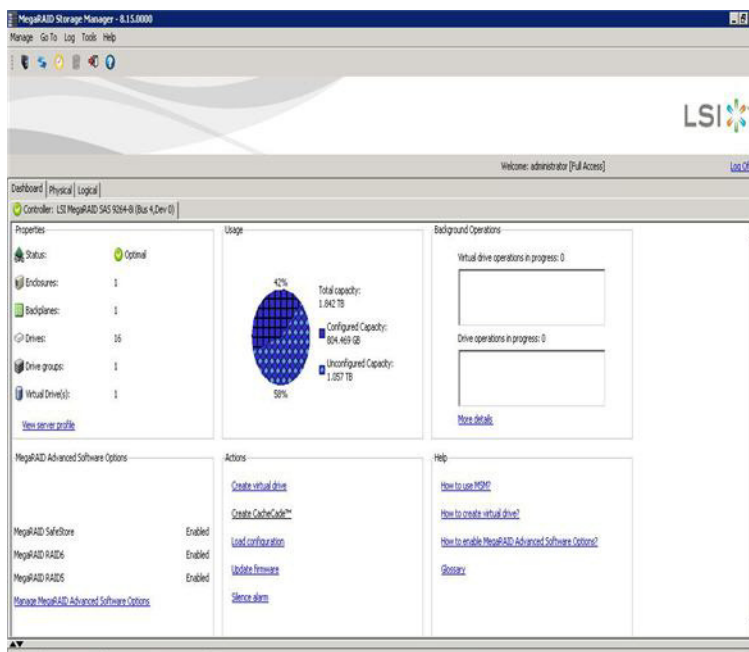 MegaRAID Storage Manager - 8.15.0000
Manage Go To Log Tools Help
LSI
Welcome: administrator [Full Access]
Log Off
Dashboard Physical Logical
Controller: LSI MegaRAID SAS 9264-8i (Bus 4,Dev 0)
Properties
Status: Optimal
Enclosures: 1
Backplanes: 1
Drives: 16
Drive groups: 1
Virtual Drive(s): 1
View server profile
Usage
42%
58%
Total capacity:
1.842 TB
Configured Capacity:
804.469 GB
Unconfigured Capacity:
1.057 TB
Background Operations
Virtual drive operations in progress: 0
Drive operations in progress: 0
More details
MegaRAID Advanced Software Options
MegaRAID SafeStore Enabled
MegaRAID RAID6 Enabled
MegaRAID RAID5 Enabled
Manage MegaRAID Advanced Software Options
Actions
Create virtual drive
Create CacheCade™
Load configuration
Update firmware
Silence alarm
Help
How to use MSM?
How to create virtual drive?
How to enable MegaRAID Advanced Software Options?
Glossary